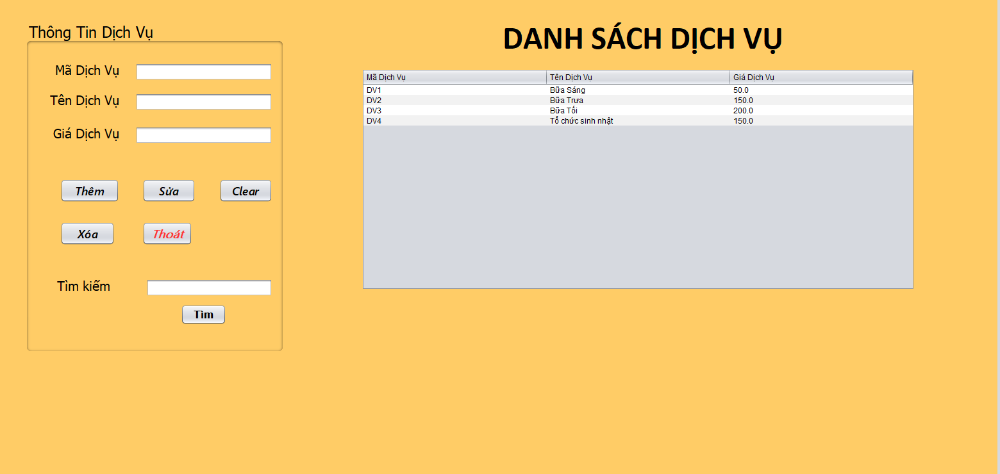 Thông Tin Dịch Vụ
Mã Dịch Vụ
Tên Dịch Vụ
Giá Dịch Vụ
Thêm Sửa Clear
Xóa Thoát
Tìm kiếm
Tìm
DANH SÁCH DỊCH VỤ
Mã Dịch Vụ Tên Dịch Vụ Giá Dịch Vụ
DV1 Bữa Sáng 50.0
DV2 Bữa Trưa 150.0
DV3 Bữa Tối 200.0
DV4 Tổ chức sinh nhật 150.0